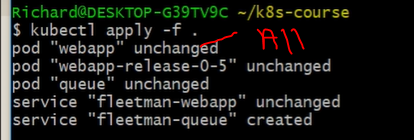 Richard@DESKTOP-G39TV9C ~/k8s-course
$ kubectl apply -f . All
pod "webapp" unchanged
pod "webapp-release-0-5" unchanged
pod "queue" unchanged
service "fleetman-webapp" unchanged
service "fleetman-queue" created